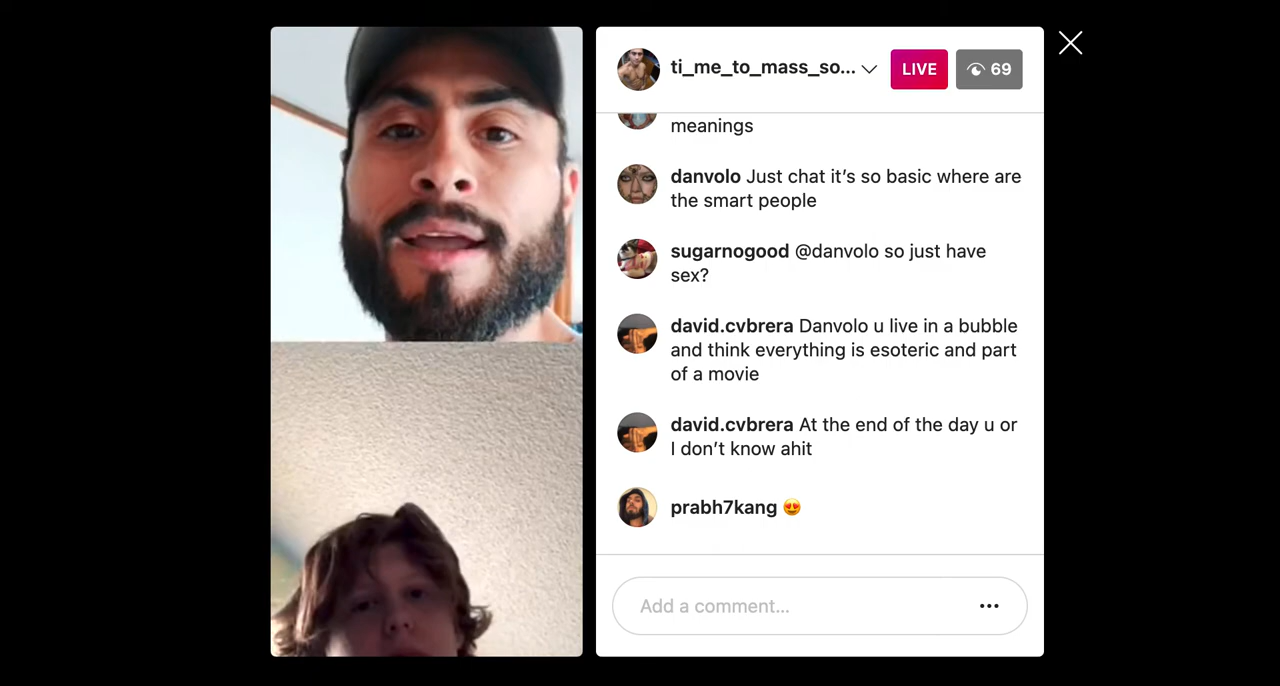 ti_me_to_mass_so...
LIVE
69
meanings
danvolo Just chat it’s so basic where are
the smart people
sugarnogood @danvolo so just have
sex?
david.cvbrera Danvolo u live in a bubble
and think everything is esoteric and part
of a movie
david.cvbrera At the end of the day u or
I don’t know ahit
prabh7kang 😍
Add a comment...